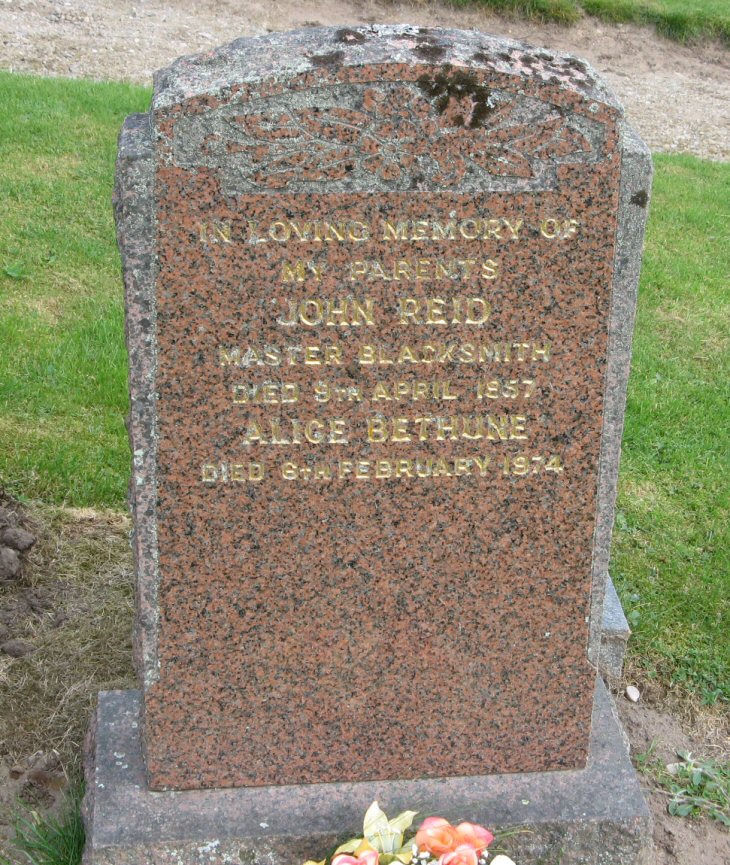 IN LOVING MEMORY OF
MY PARENTS
JOHN REID
MASTER BLACKSMITH
DIED 9TH APRIL 1957
ALICE BETHUNE
DIED 6TH FEBRUARY 1974